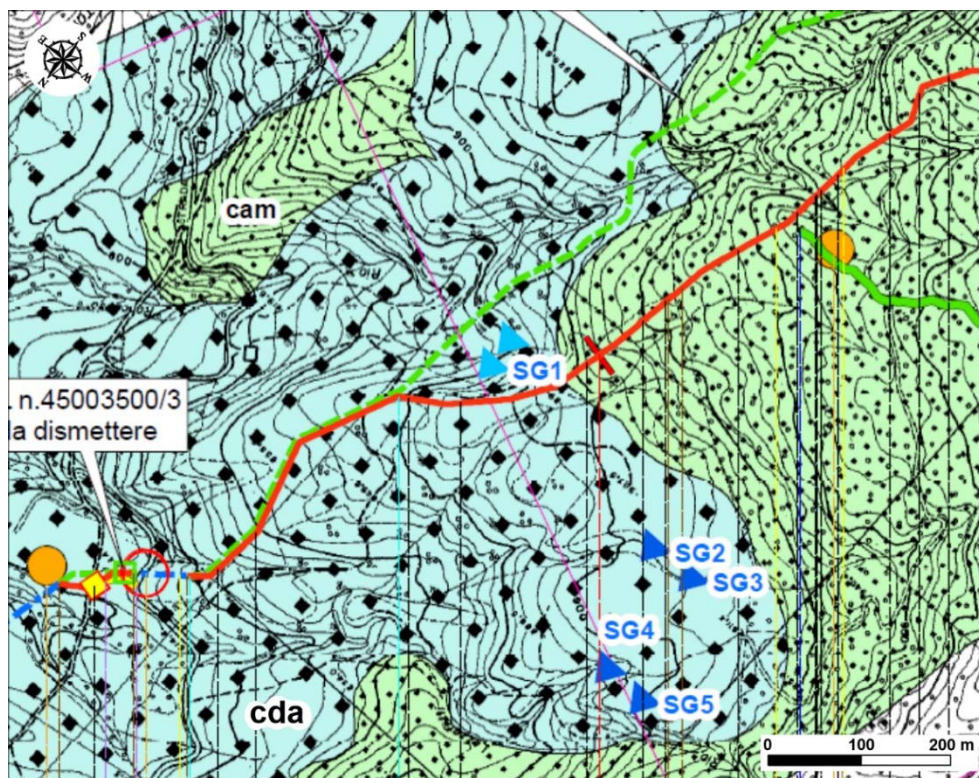 S
E
W
N
cam
SG1
. n.45003500/3
la dismettere
SG2
SG3
SG4
SG5
cda
0 100 200 m